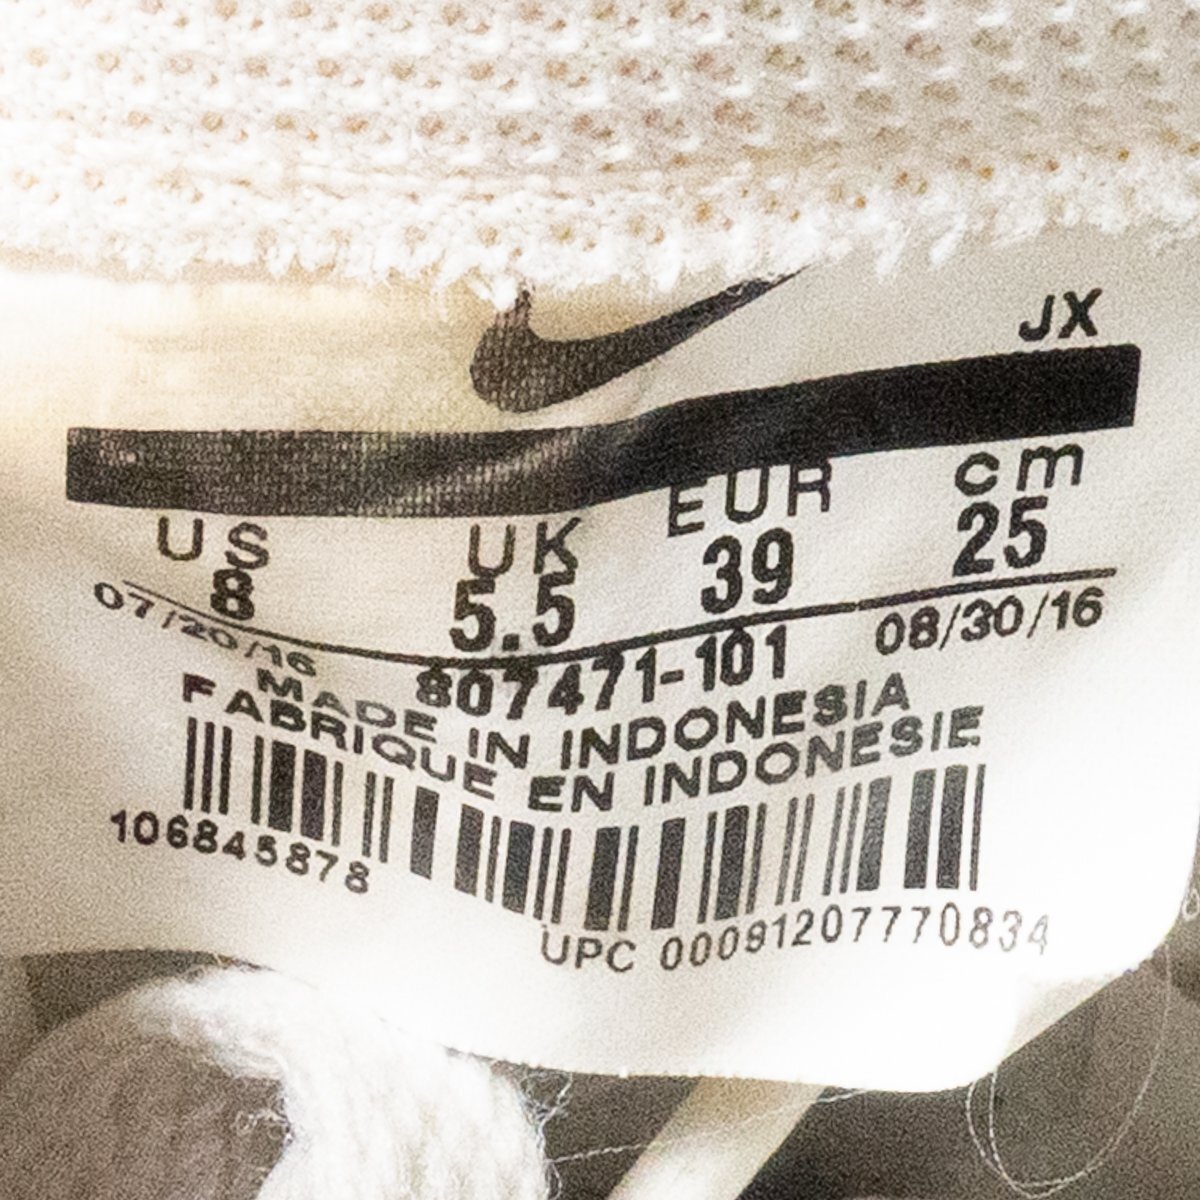 JX
US UK EUR cm
8 5.5 39 25
07/20/16 08/30/16
807471-101
MADE IN INDONESIA
FABRIQUE EN INDONESIE
106845878
UPC 00091207770834